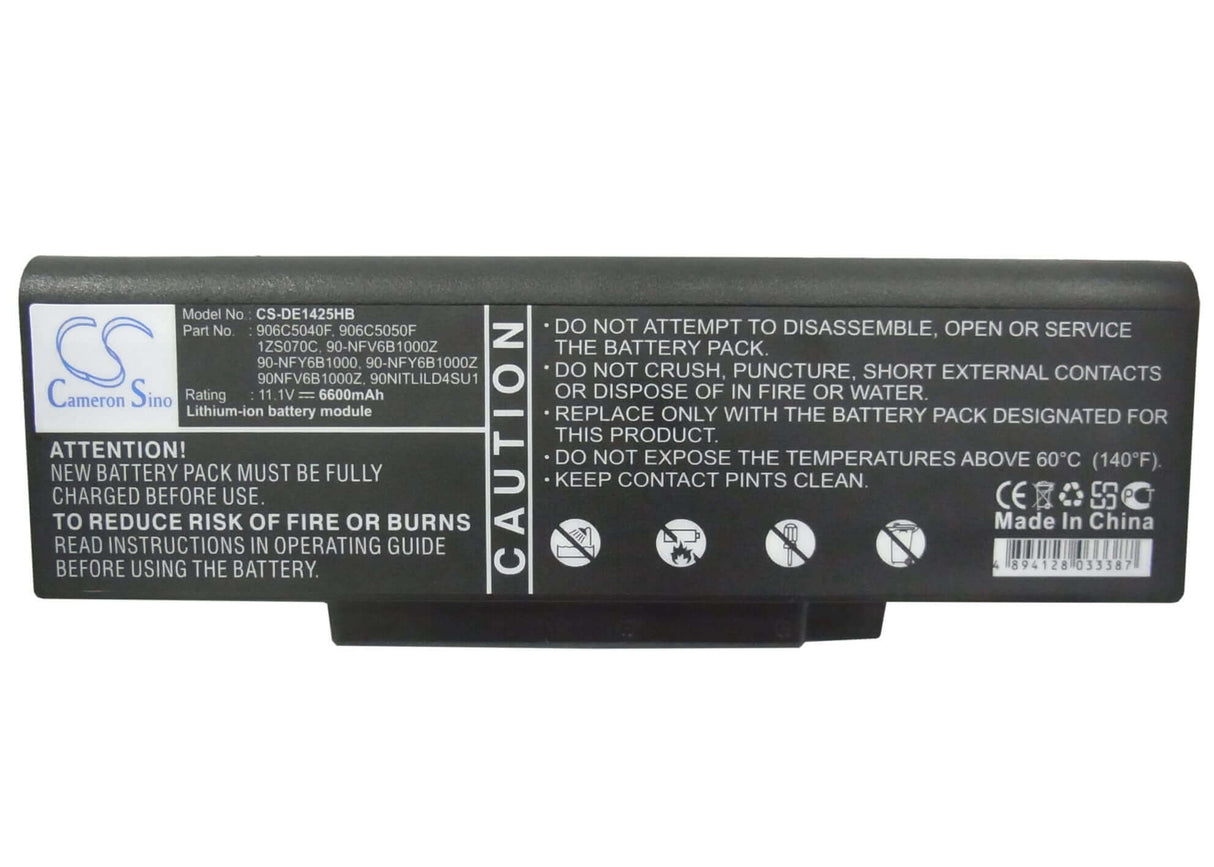 CS
Cameron Sino
Model No.: CS-DE1425HB
Part No. : 906C5040F, 906C5050F
1ZS070C, 90-NFV6B1000Z
90-NFY6B1000, 90-NFY6B1000Z
90NFV6B1000Z, 90NITLILD4SU1
Rating : 11.1V 6600mAh
Lithium-ion battery module
ATTENTION!
NEW BATTERY PACK MUST BE FULLY
CHARGED BEFORE USE.
TO REDUCE RISK OF FIRE OR BURNS
READ INSTRUCTIONS IN OPERATING GUIDE
BEFORE USING THE BATTERY.
CAUTION
· DO NOT ATTEMPT TO DISASSEMBLE, OPEN OR SERVICE
THE BATTERY PACK.
· DO NOT CRUSH, PUNCTURE, SHORT EXTERNAL CONTACTS
OR DISPOSE OF IN FIRE OR WATER.
· REPLACE ONLY WITH THE BATTERY PACK DESIGNATED FOR
THIS PRODUCT.
· DO NOT EXPOSE THE TEMPERATURES ABOVE 60°C (140°F).
· KEEP CONTACT PINTS CLEAN.
CE
Made In China
4 894128 033387